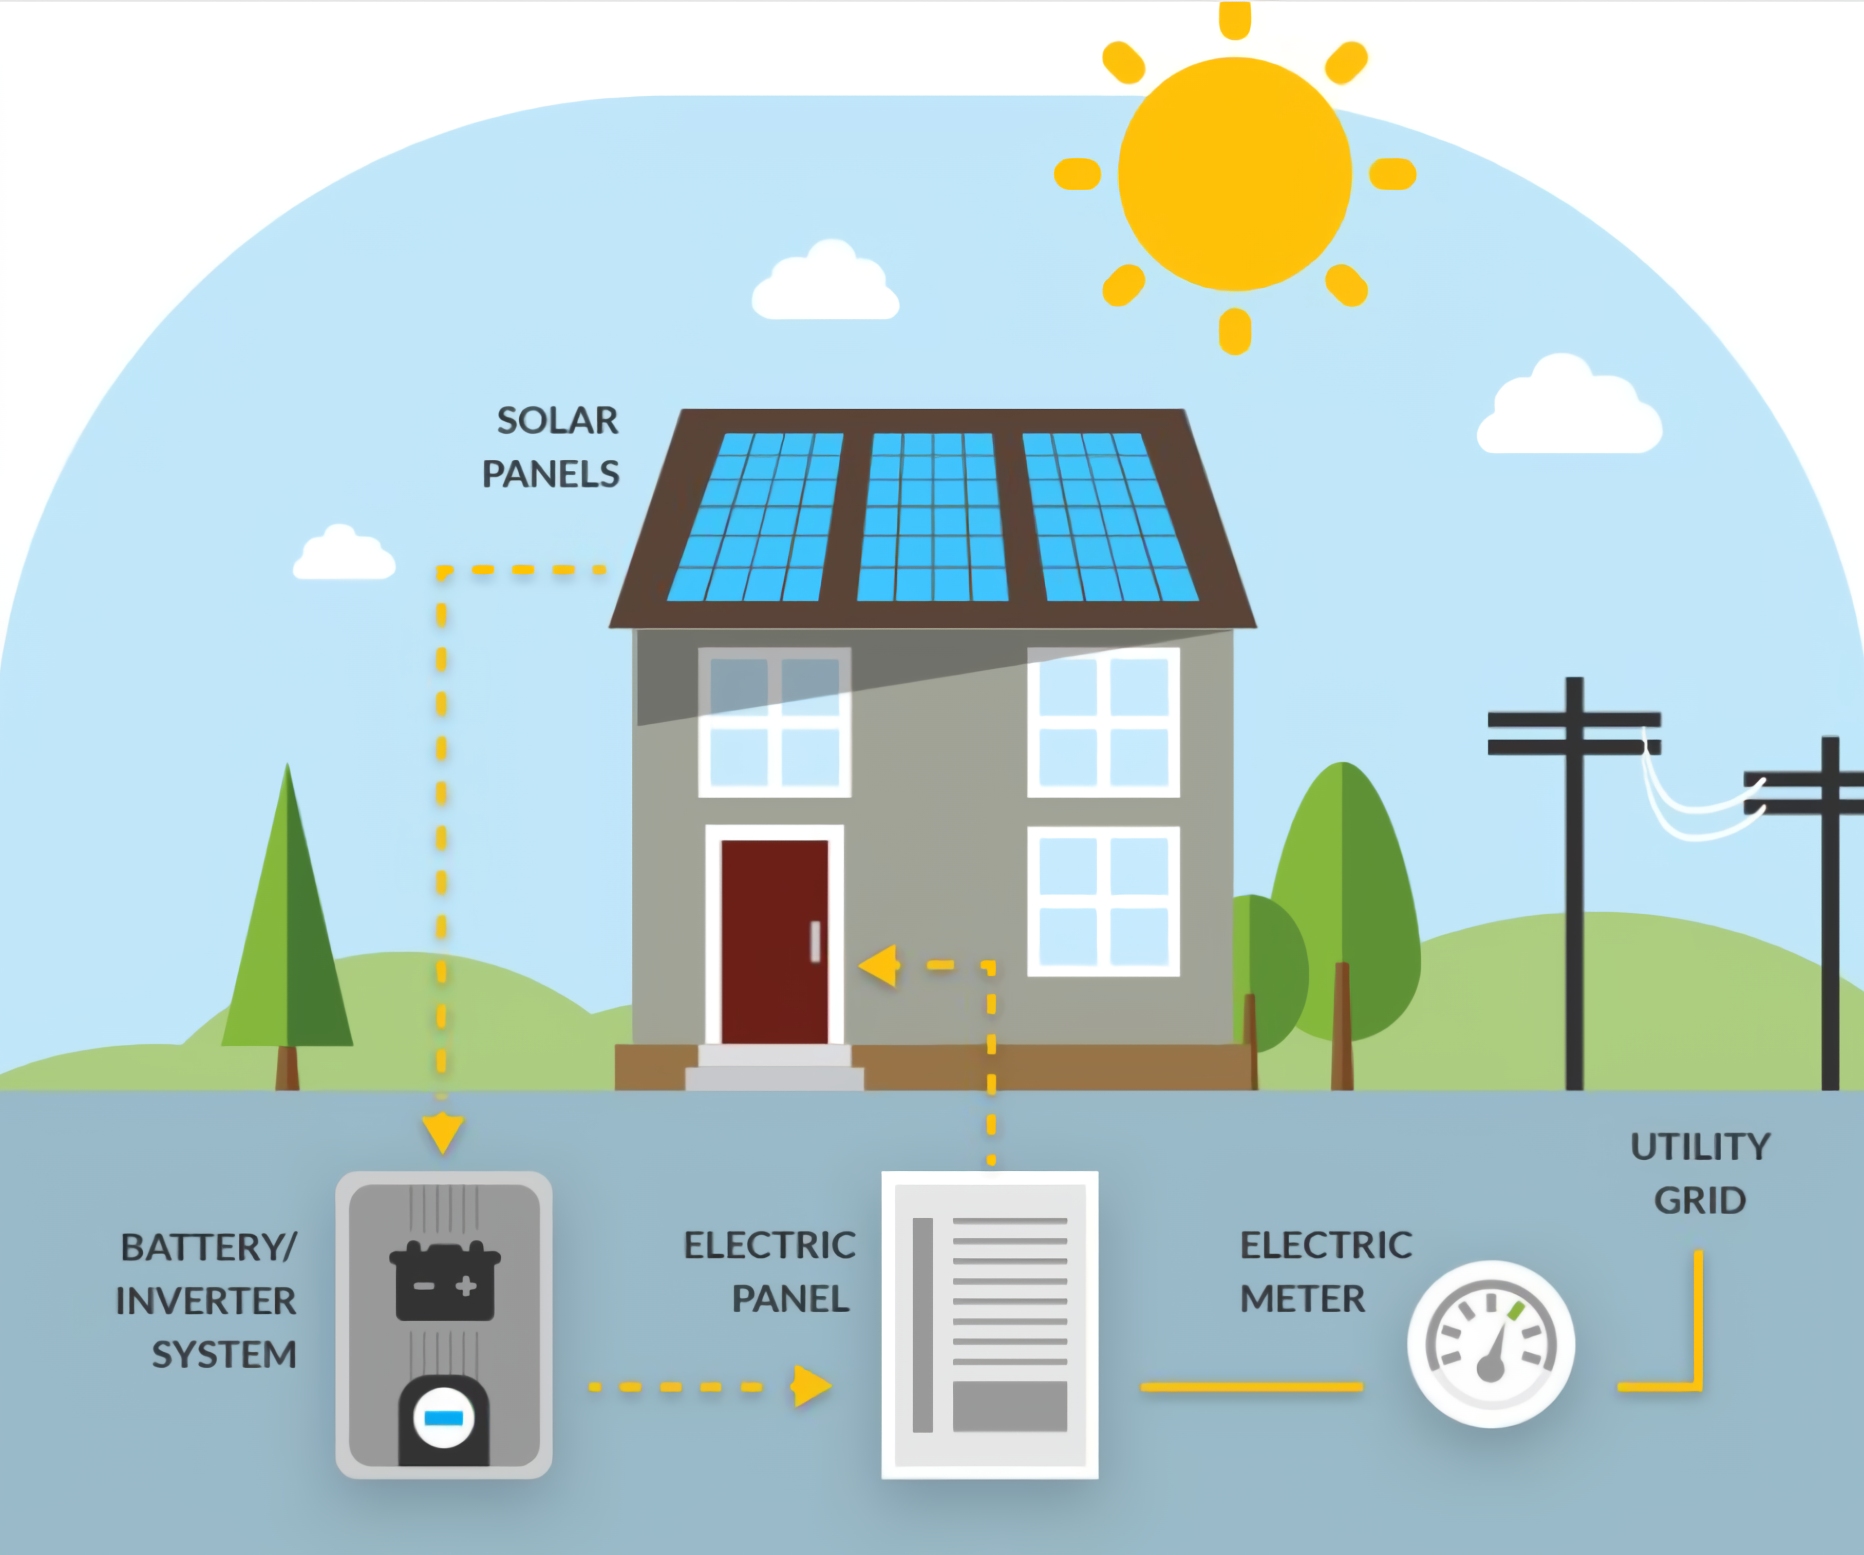 SOLAR
PANELS
BATTERY/
INVERTER
SYSTEM
ELECTRIC
PANEL
ELECTRIC
METER
UTILITY
GRID